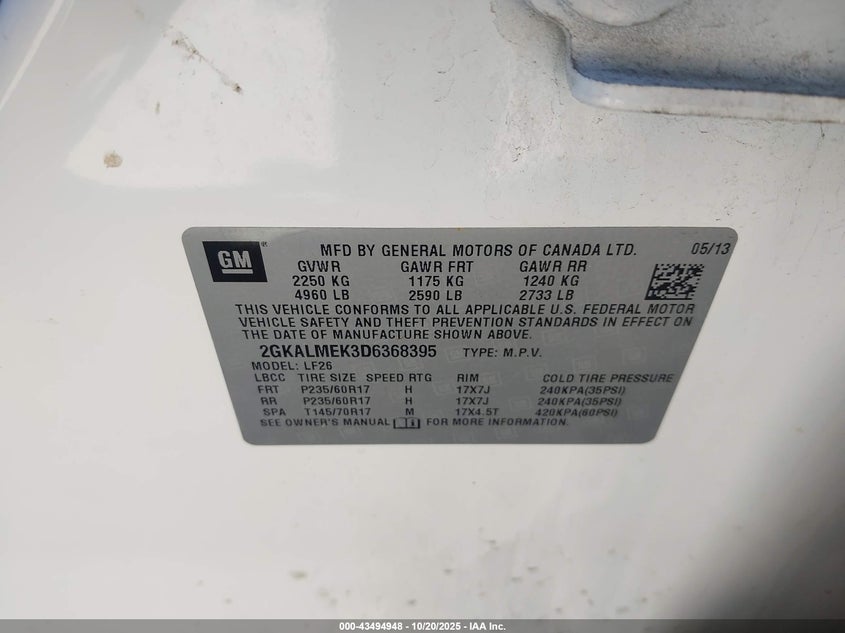 GM ® MFD BY GENERAL MOTORS OF CANADA LTD. 05/13
GVWR GAWR FRT GAWR RR
2250 KG 1175 KG 1240 KG
4960 LB 2590 LB 2733 LB
THIS VEHICLE CONFORMS TO ALL APPLICABLE U.S. FEDERAL MOTOR
VEHICLE SAFETY AND THEFT PREVENTION STANDARDS IN EFFECT ON
THE DATE OF MANUFACTURE SHOWN ABOVE.
2GKALMEK3D6368395 TYPE: M.P.V.
MODEL: LF26
LBCC TIRE SIZE SPEED RTG RIM COLD TIRE PRESSURE
FRT P235/60R17 H 17X7J 240KPA(35PSI)
RR P235/60R17 H 17X7J 240KPA(35PSI)
SPA T145/70R17 M 17X4.5T 420KPA(60PSI)
SEE OWNER'S MANUAL FOR MORE INFORMATION.
000-43494948 - 10/20/2025 - IAA Inc.